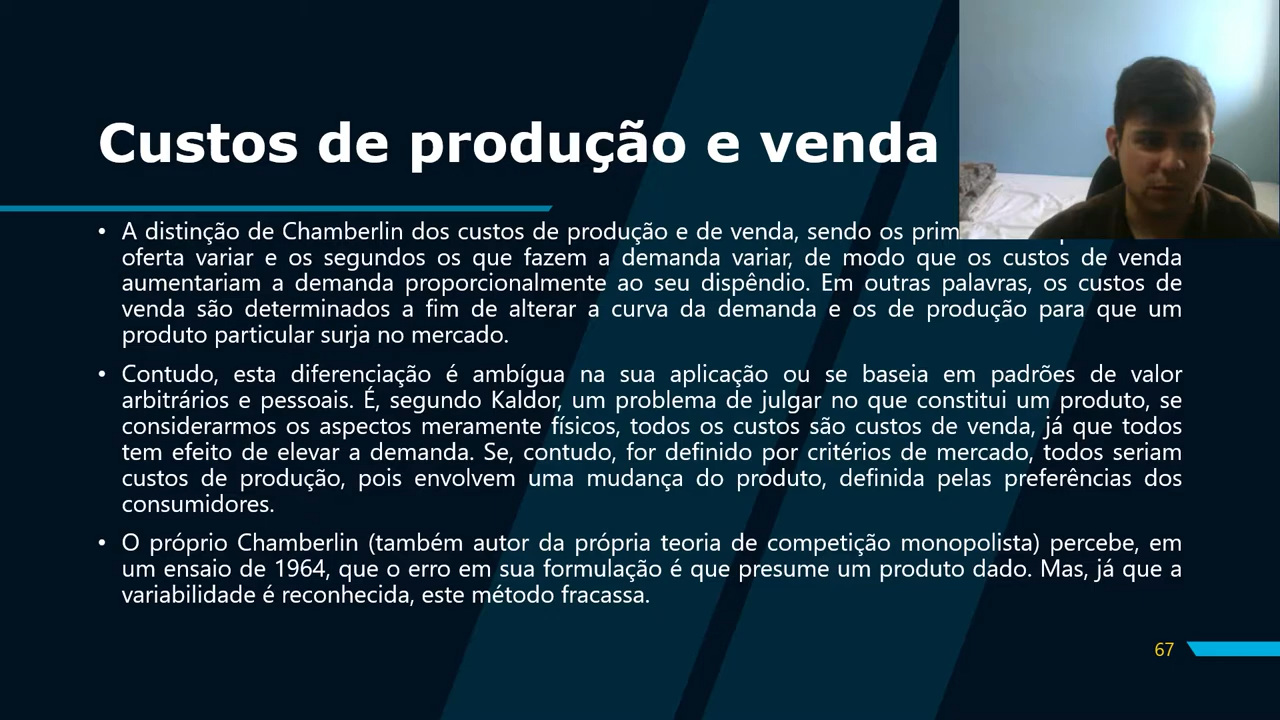 Custos de produção e venda
• A distinção de Chamberlin dos custos de produção e de venda, sendo os
oferta variar e os segundos os que fazem a demanda variar, de modo que os custos de venda
aumentariam a demanda proporcionalmente ao seu dispêndio. Em outras palavras, os custos de
venda são determinados a fim de alterar a curva da demanda e os de produção para que um
produto particular surja no mercado.
• Contudo, esta diferenciação é ambígua na sua aplicação ou se baseia em padrões de valor
arbitrários e pessoais. É, segundo Kaldor, um problema de julgar no que constitui um produto, se
considerarmos os aspectos meramente físicos, todos os custos são custos de venda, já que todos
tem efeito de elevar a demanda. Se, contudo, for definido por critérios de mercado, todos seriam
custos de produção, pois envolvem uma mudança do produto, definida pelas preferências dos
consumidores.
• O próprio Chamberlin (também autor da própria teoria de competição monopolista) percebe, em
um ensaio de 1964, que o erro em sua formulação é que presume um produto dado. Mas, já que a
variabilidade é reconhecida, este método fracassa.
67